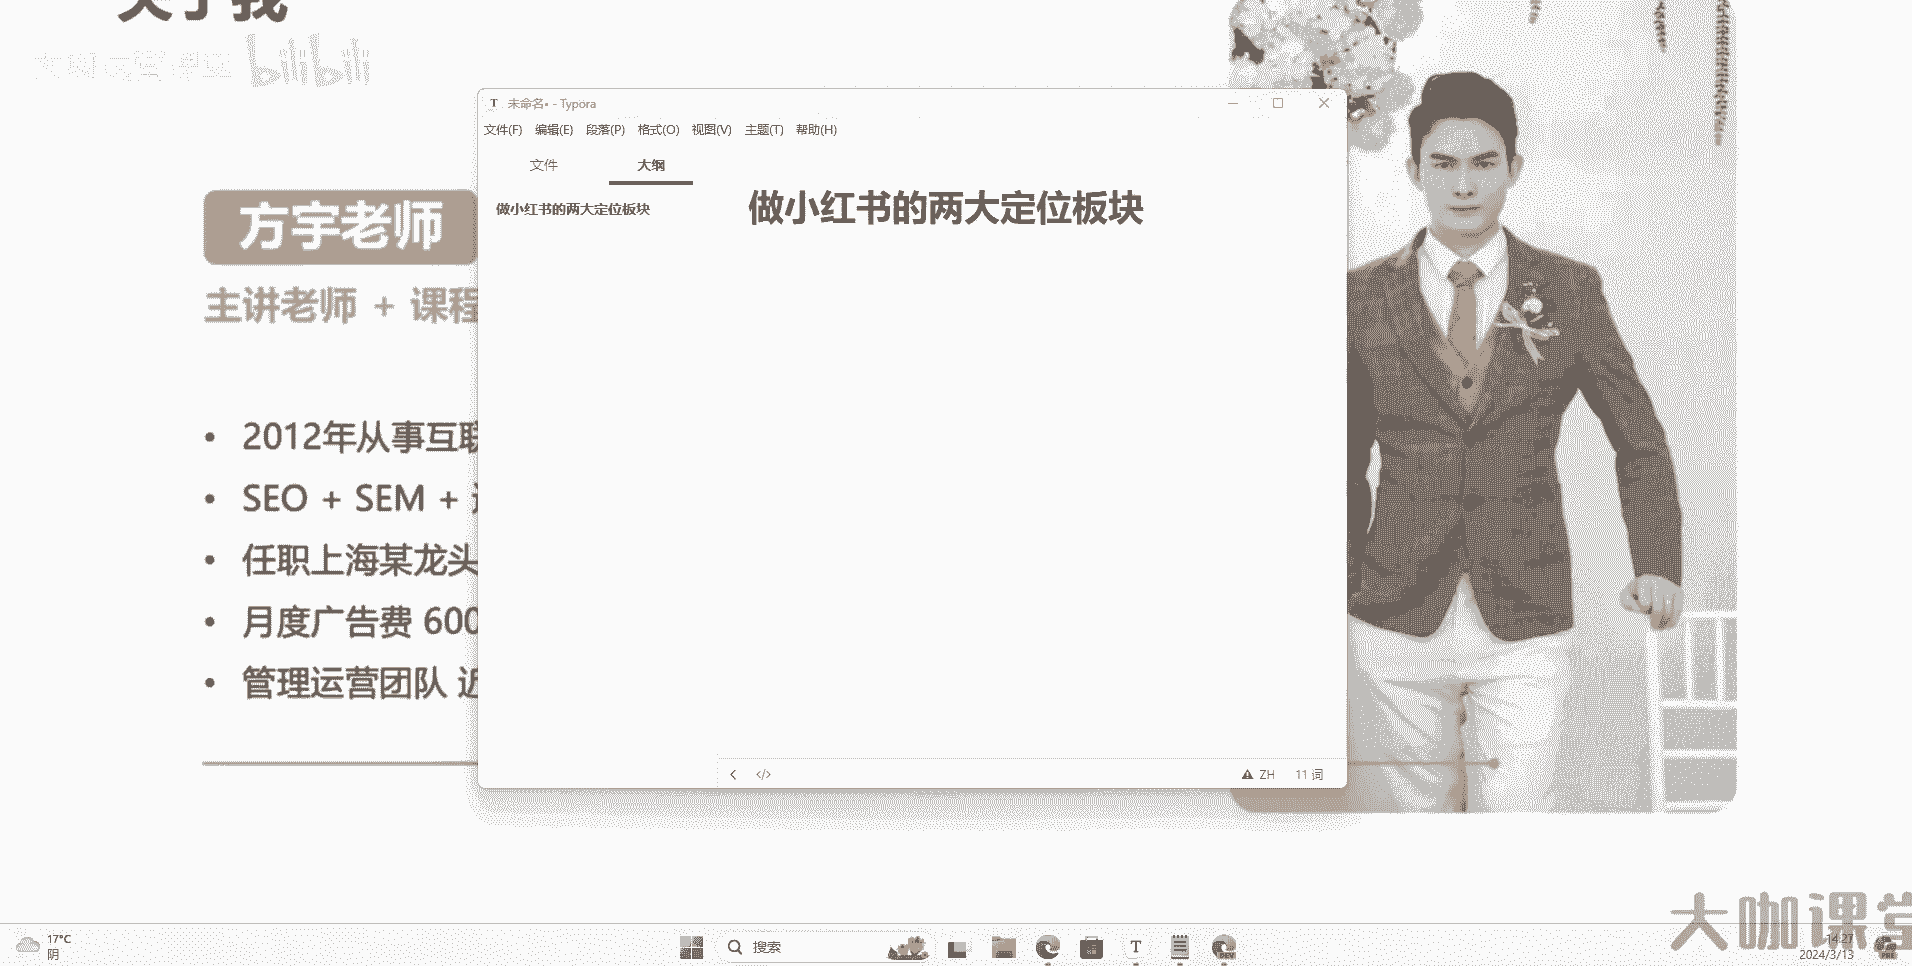 关于我
bilibili
T 未命名• - Typora
文件(F) 编辑(E) 段落(P) 格式(O) 视图(V) 主题(T) 帮助(H)
文件 大纲
做小红书的两大定位板块
做小红书的两大定位板块
方宇老师
主讲老师 + 课程
• 2012年从事互联
• SEO + SEM +
• 任职上海某龙头
• 月度广告费 600
• 管理运营团队 近
</> ZH 11 词
大咖课堂
17°C
阴
搜索
14:27
2024/3/13